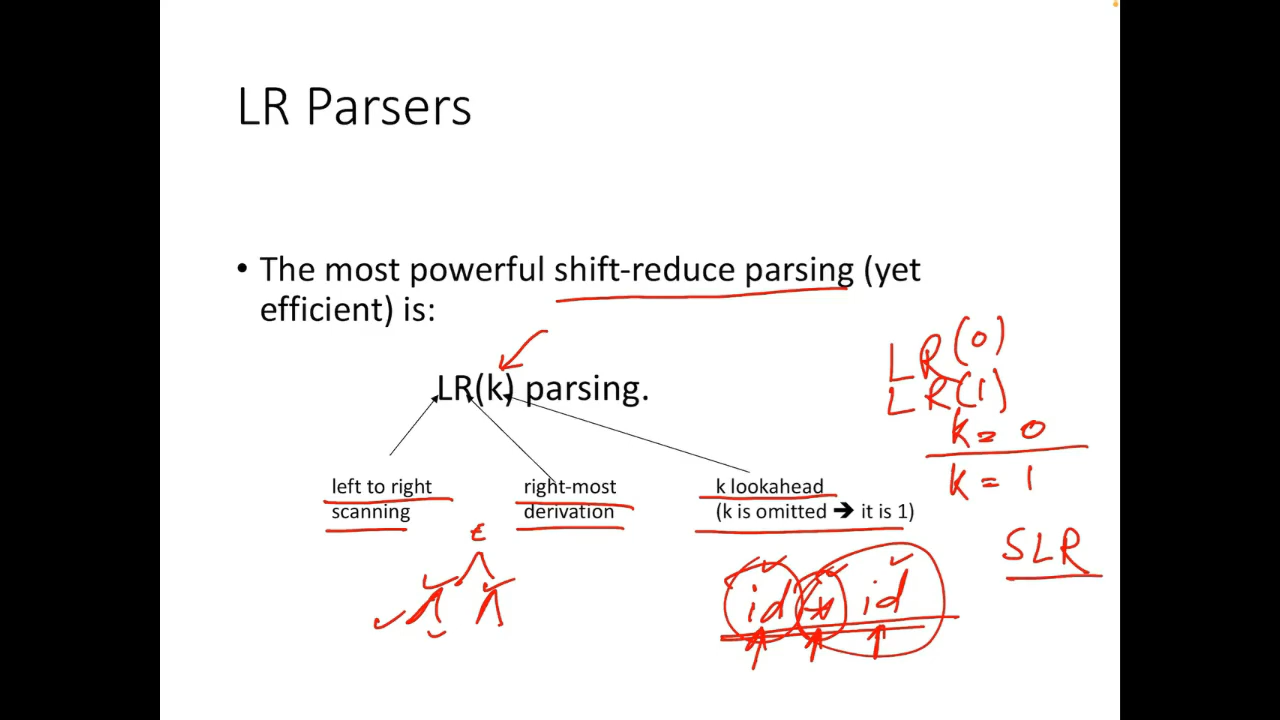 LR Parsers
• The most powerful shift-reduce parsing (yet
efficient) is:
LR(k) parsing.
LR(0)
LR(1)
k = 0
k = 1
left to right
scanning
right-most
derivation
k lookahead
(k is omitted ➔ it is 1)
SLR
E
id * id